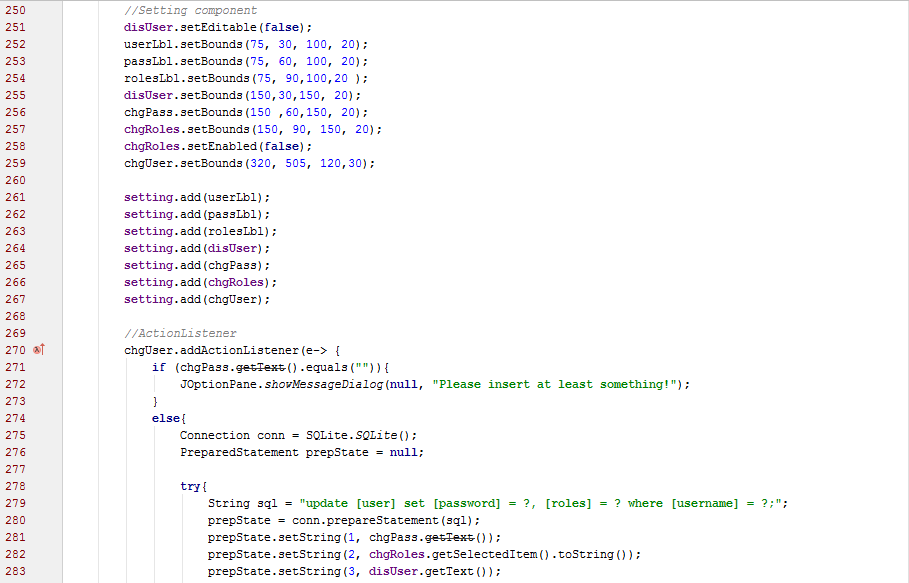 250 //Setting component
251 disUser.setEditable(false);
252 userLbl.setBounds(75, 30, 100, 20);
253 passLbl.setBounds(75, 60, 100, 20);
254 rolesLbl.setBounds(75, 90,100,20 );
255 disUser.setBounds(150,30,150, 20);
256 chgPass.setBounds(150 ,60,150, 20);
257 chgRoles.setBounds(150, 90, 150, 20);
258 chgRoles.setEnabled(false);
259 chgUser.setBounds(320, 505, 120,30);
260
261 setting.add(userLbl);
262 setting.add(passLbl);
263 setting.add(rolesLbl);
264 setting.add(disUser);
265 setting.add(chgPass);
266 setting.add(chgRoles);
267 setting.add(chgUser);
268
269 //ActionListener
270 chgUser.addActionListener(e-> {
271 if (chgPass.getText().equals("")){
272 JOptionPane.showMessageDialog(null, "Please insert at least something!");
273 }
274 else{
275 Connection conn = SQLite.SQLite();
276 PreparedStatement prepState = null;
277
278 try{
279 String sql = "update [user] set [password] = ?, [roles] = ? where [username] = ?;";
280 prepState = conn.prepareStatement(sql);
281 prepState.setString(1, chgPass.getText());
282 prepState.setString(2, chgRoles.getSelectedItem().toString());
283 prepState.setString(3, disUser.getText());